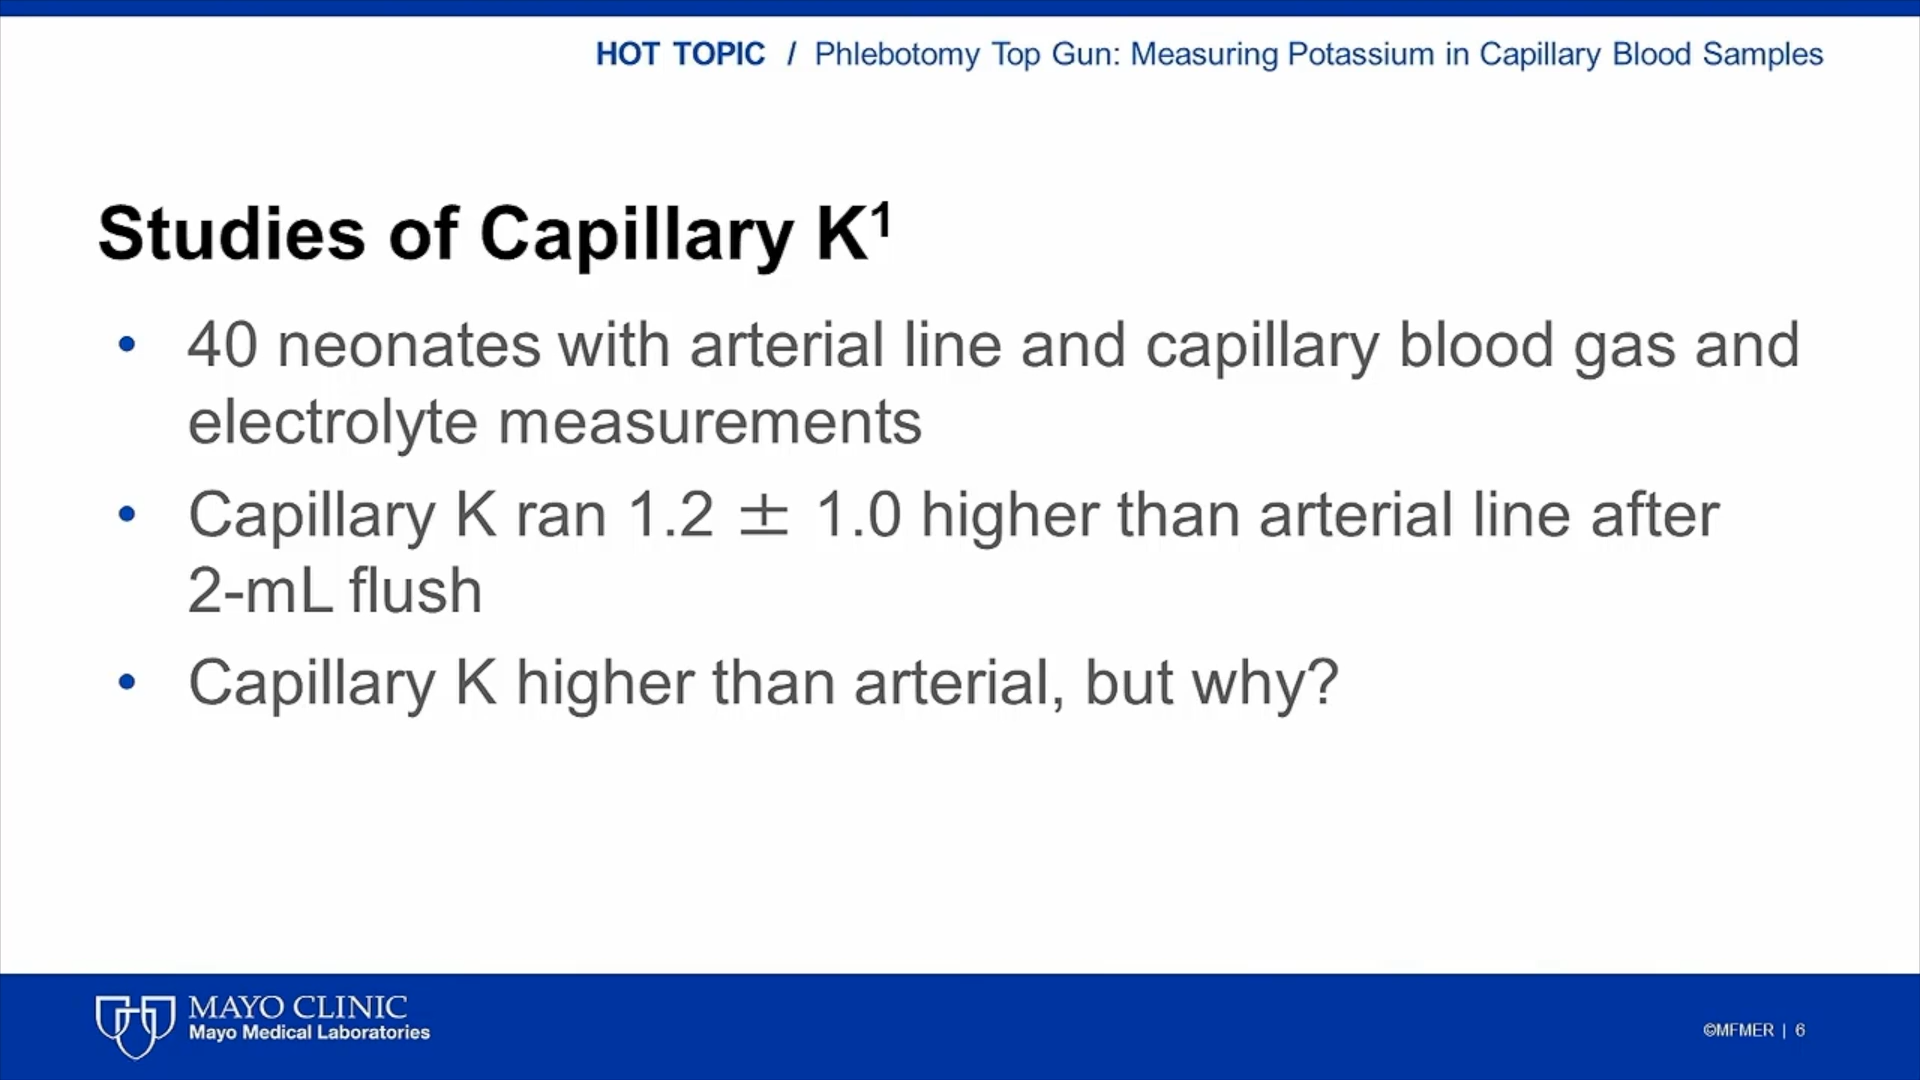 HOT TOPIC / Phlebotomy Top Gun: Measuring Potassium in Capillary Blood Samples
Studies of Capillary K¹
• 40 neonates with arterial line and capillary blood gas and
electrolyte measurements
• Capillary K ran 1.2 ± 1.0 higher than arterial line after
2-mL flush
• Capillary K higher than arterial, but why?
MAYO CLINIC
Mayo Medical Laboratories
©MFMER | 6